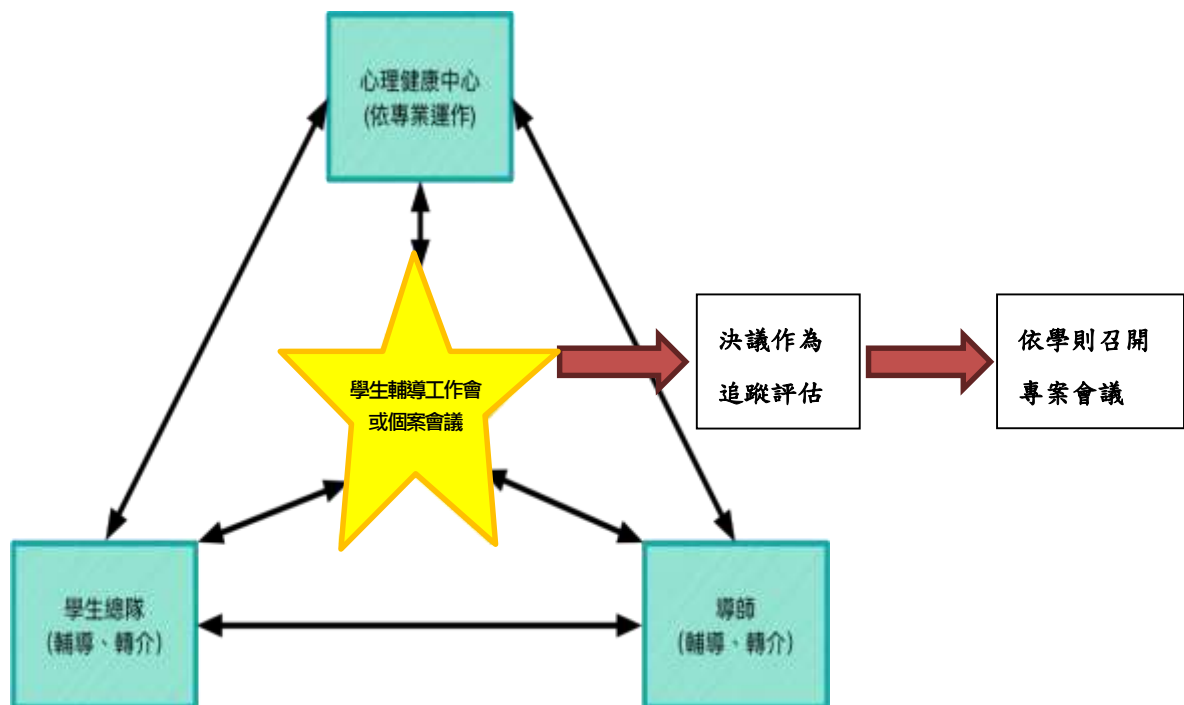 心理健康中心
(依專業運作)
學生輔導工作會
或個案會議
決議作為
追蹤評估
依學則召開
專案會議
學生總隊
(輔導、轉介)
導師
(輔導、轉介)